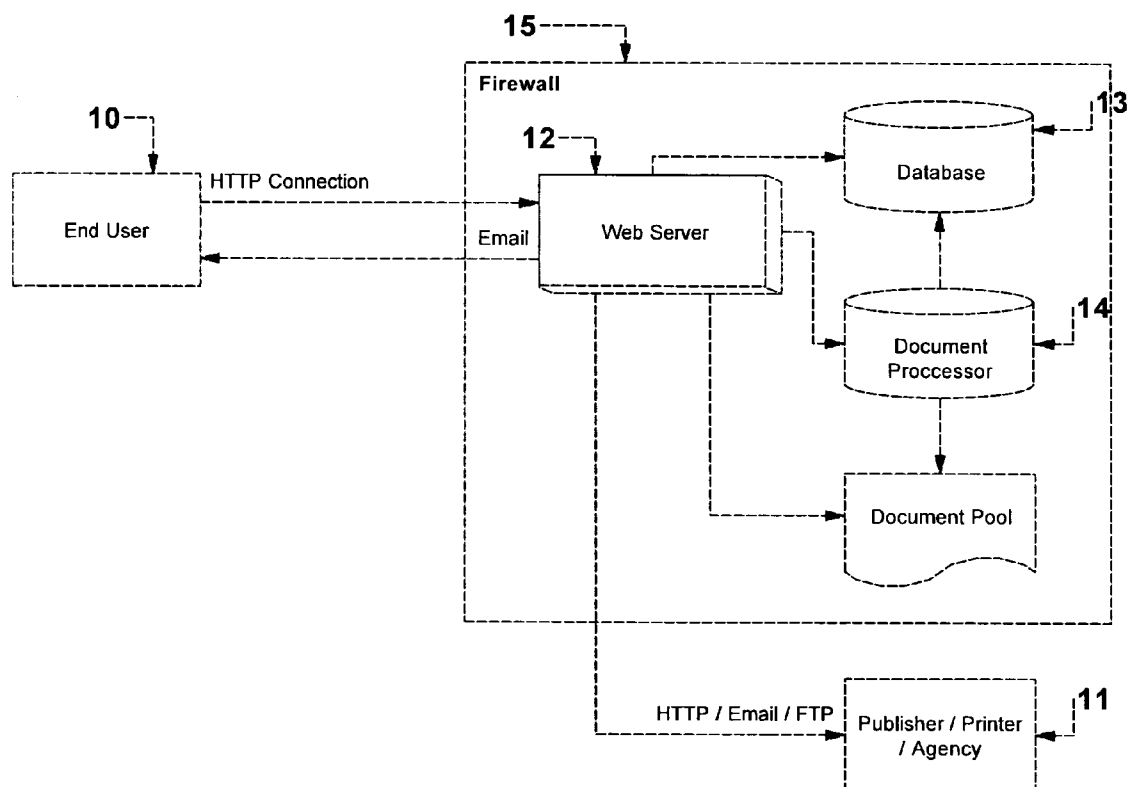 15
Firewall
10
12
13
HTTP Connection
Database
End User
Email
Web Server
14
Document
Proccessor
Document Pool
11
HTTP / Email / FTP
Publisher / Printer
/ Agency